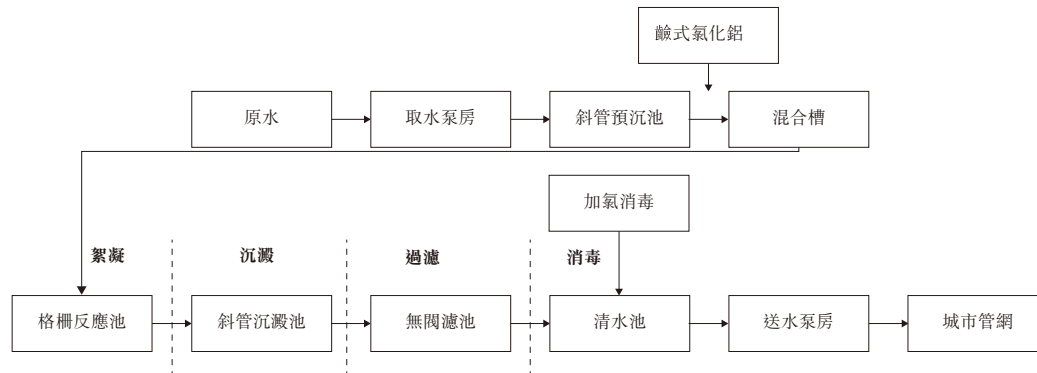 鹼式氯化鋁
原水
取水泵房
斜管預沉池
混合槽
加氯消毒
絮凝
沉澱
過濾
消毒
格柵反應池
斜管沉澱池
無閥濾池
清水池
送水泵房
城市管網